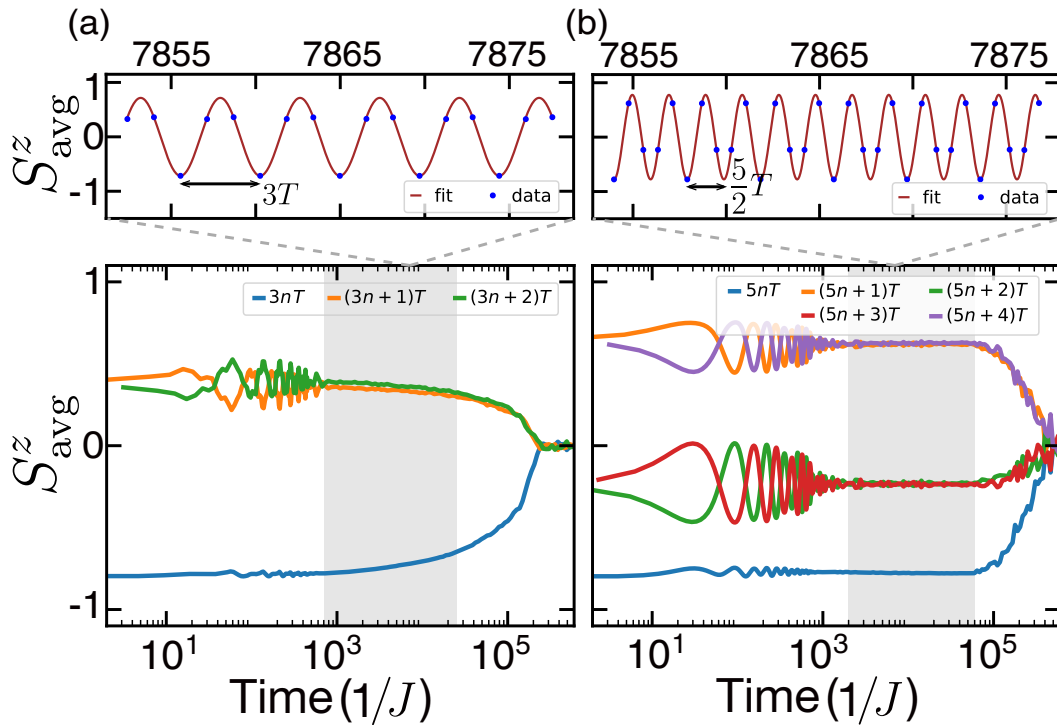 (a)
7855 7865 7875
S^z_avg
1
0
-1
3T
fit data
(b)
7855 7865 7875
5/2 T
fit data
S^z_avg
1
0
-1
3nT (3n+1)T (3n+2)T
10^1 10^3 10^5
Time(1/J)
5nT (5n+1)T (5n+2)T
(5n+3)T (5n+4)T
10^1 10^3 10^5
Time(1/J)